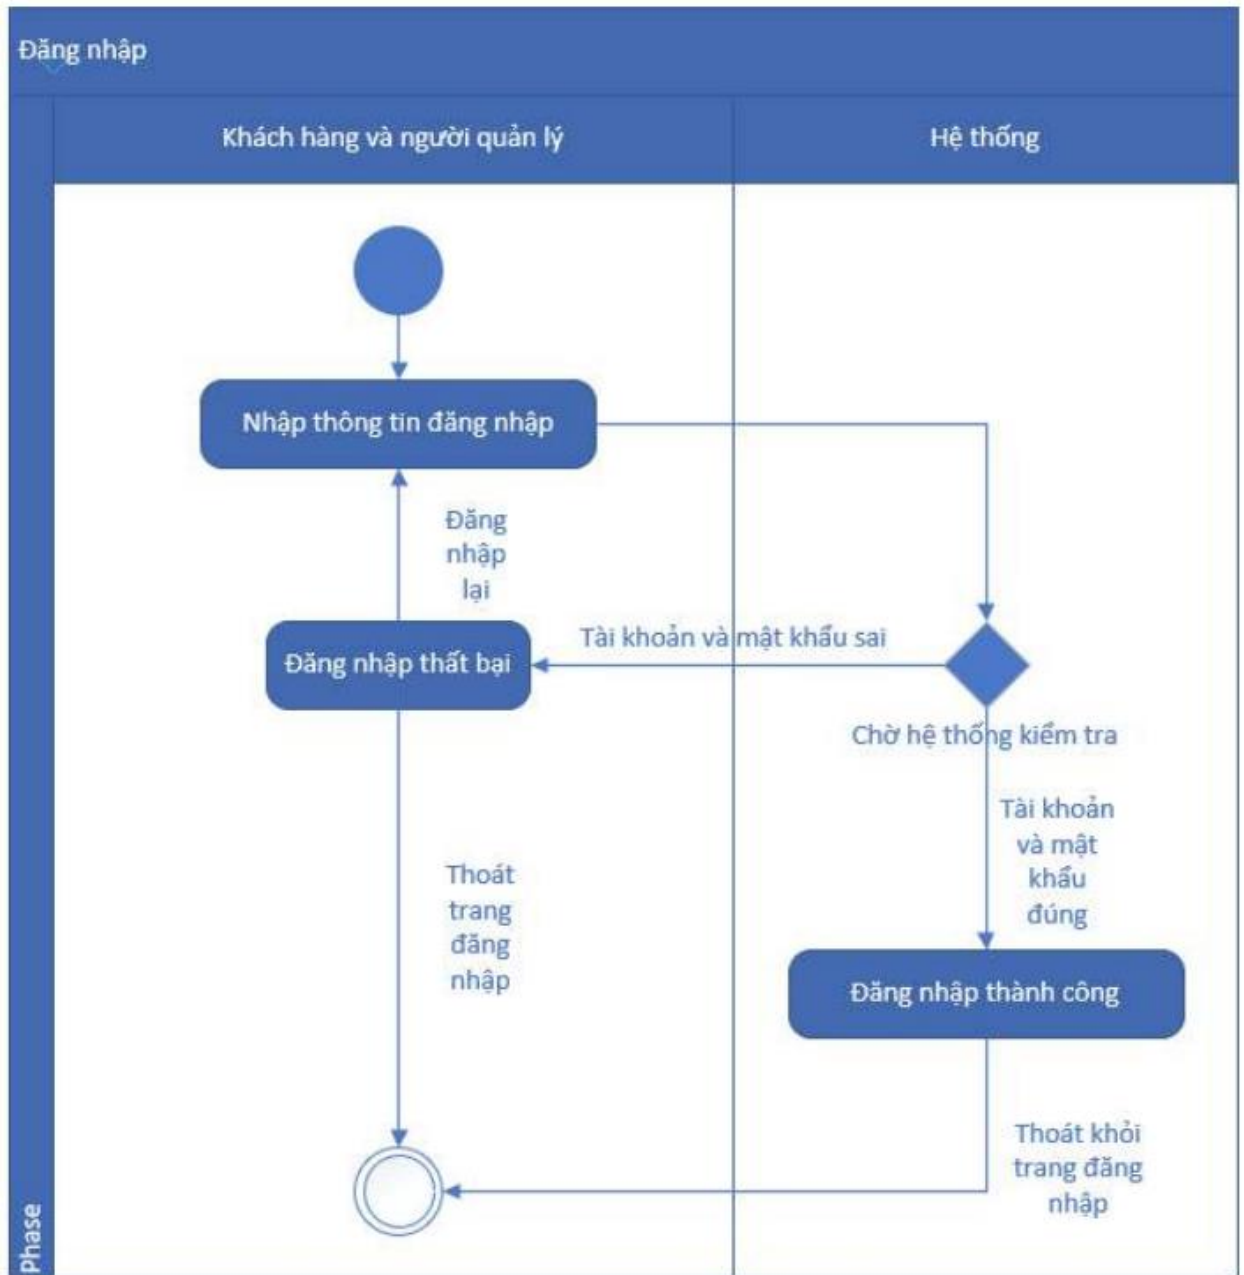 Đăng nhập
Khách hàng và người quản lý
Hệ thống
Nhập thông tin đăng nhập
Đăng
nhập
lại
Tài khoản và mật khẩu sai
Đăng nhập thất bại
Chờ hệ thống kiểm tra
Tài khoản
và mật
khẩu
đúng
Thoát
trang
đăng
nhập
Đăng nhập thành công
Thoát khỏi
trang đăng
nhập
Phase